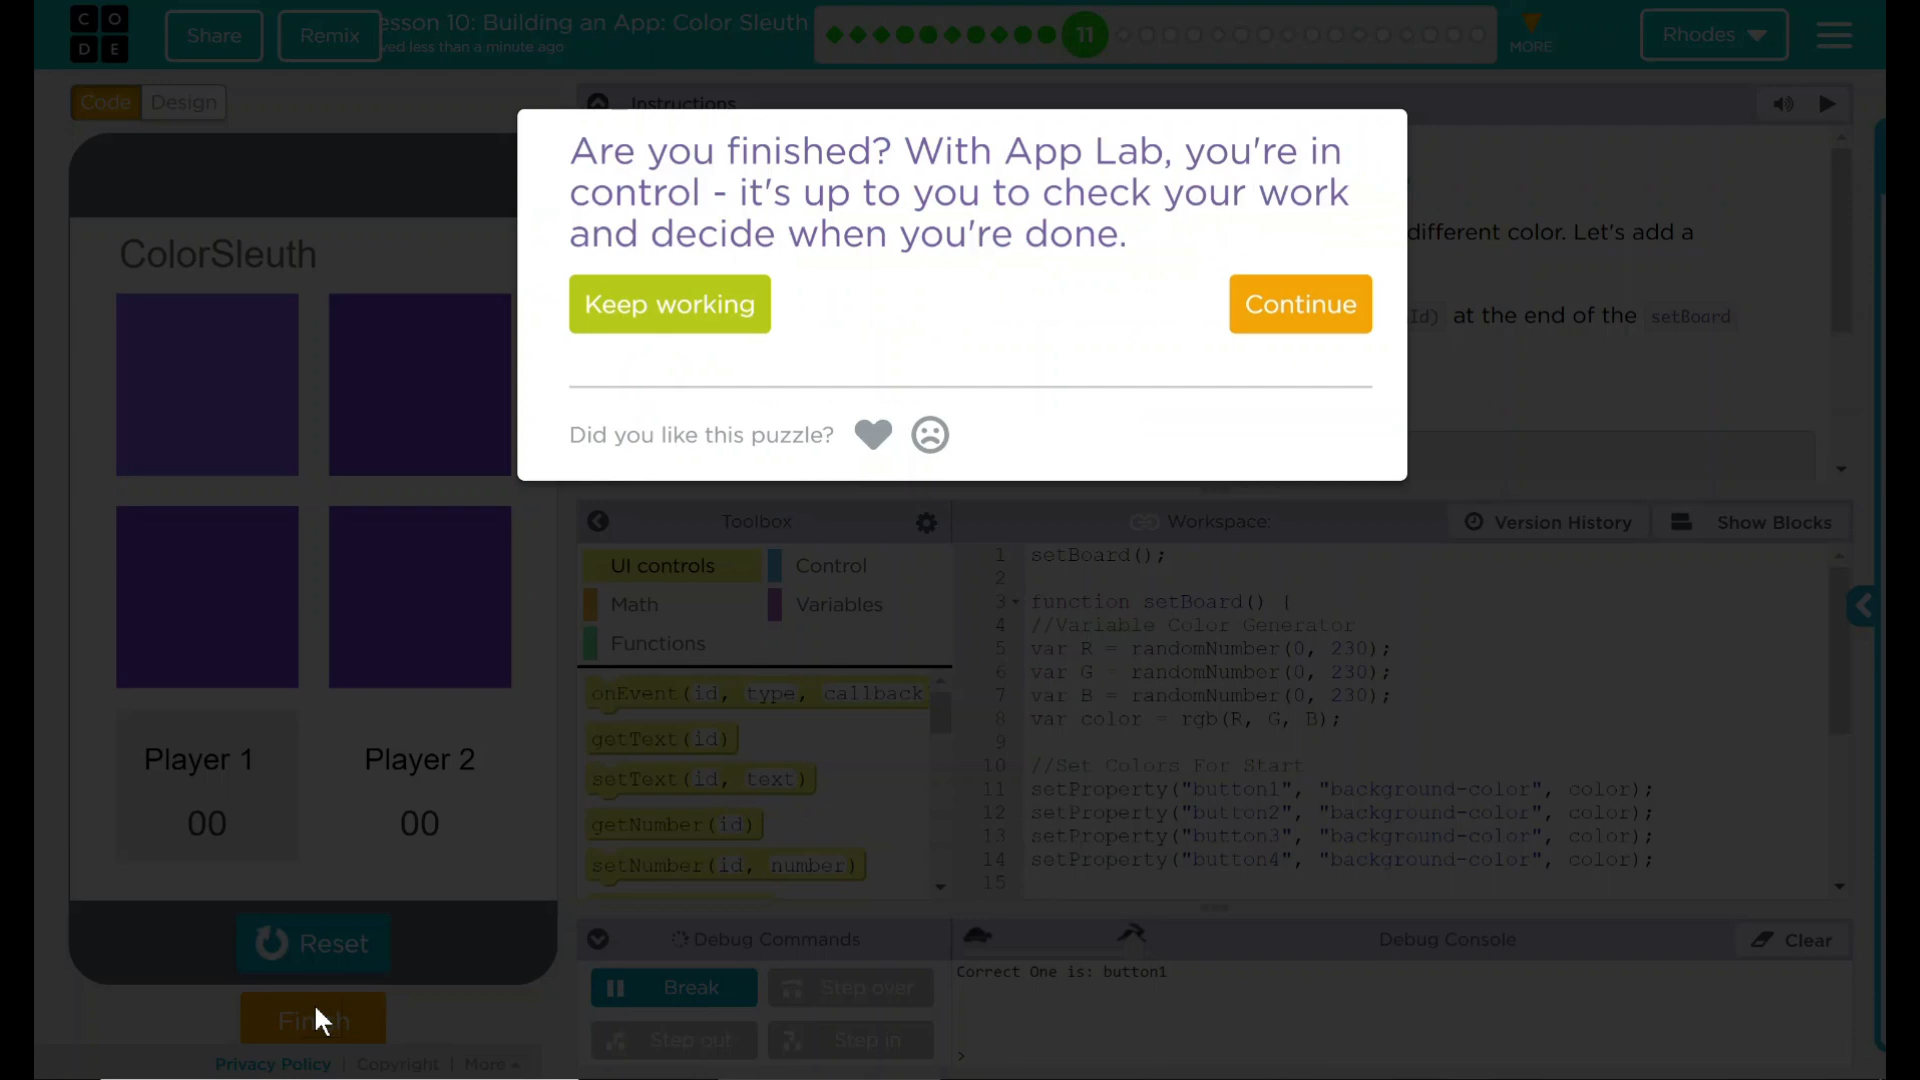 CO
DE
Share
Remix
esson 10: Building an App: Color Sleuth
ved less than a minute ago
11
MORE
Rhodes
Code
Design
Instructions
Are you finished? With App Lab, you're in
control - it's up to you to check your work
and decide when you're done.
Keep working
Continue
Did you like this puzzle?
different color. Let's add a
Id) at the end of the setBoard
ColorSleuth
Player 1
Player 2
00
00
Reset
Privacy Policy | Copyright | More
Toolbox
UI controls
Control
Math
Variables
Functions
onEvent(id, type, callback
getText(id)
setText(id, text)
getNumber(id)
setNumber(id, number)
Workspace:
Version History
Show Blocks
1 setBoard();
2
3 function setBoard() {
4 //Variable Color Generator
5 var R = randomNumber(0, 230);
6 var G = randomNumber(0, 230);
7 var B = randomNumber(0, 230);
8 var color = rgb(R, G, B);
9
10 //Set Colors For Start
11 setProperty("button1", "background-color", color);
12 setProperty("button2", "background-color", color);
13 setProperty("button3", "background-color", color);
14 setProperty("button4", "background-color", color);
15
Debug Commands
Break
Step over
Step out
Step in
Debug Console
Clear
Correct One is: button1
>